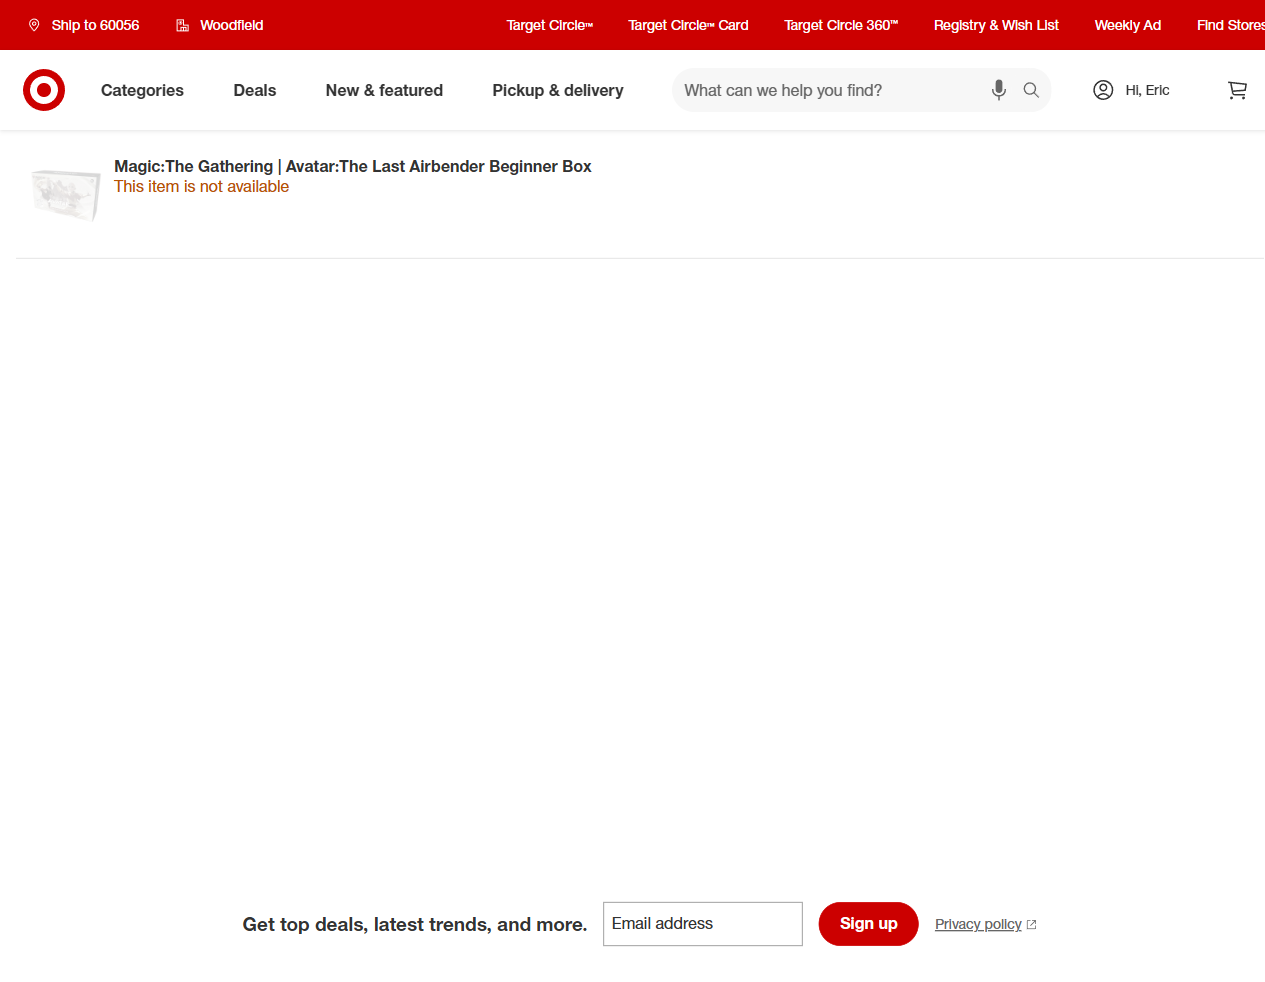 Ship to 60056
Woodfield
Target Circle™
Target Circle™ Card
Target Circle 360™
Registry & Wish List
Weekly Ad
Find Stores
Categories
Deals
New & featured
Pickup & delivery
What can we help you find?
Hi, Eric
Magic:The Gathering | Avatar:The Last Airbender Beginner Box
This item is not available
Get top deals, latest trends, and more.
Email address
Sign up
Privacy policy